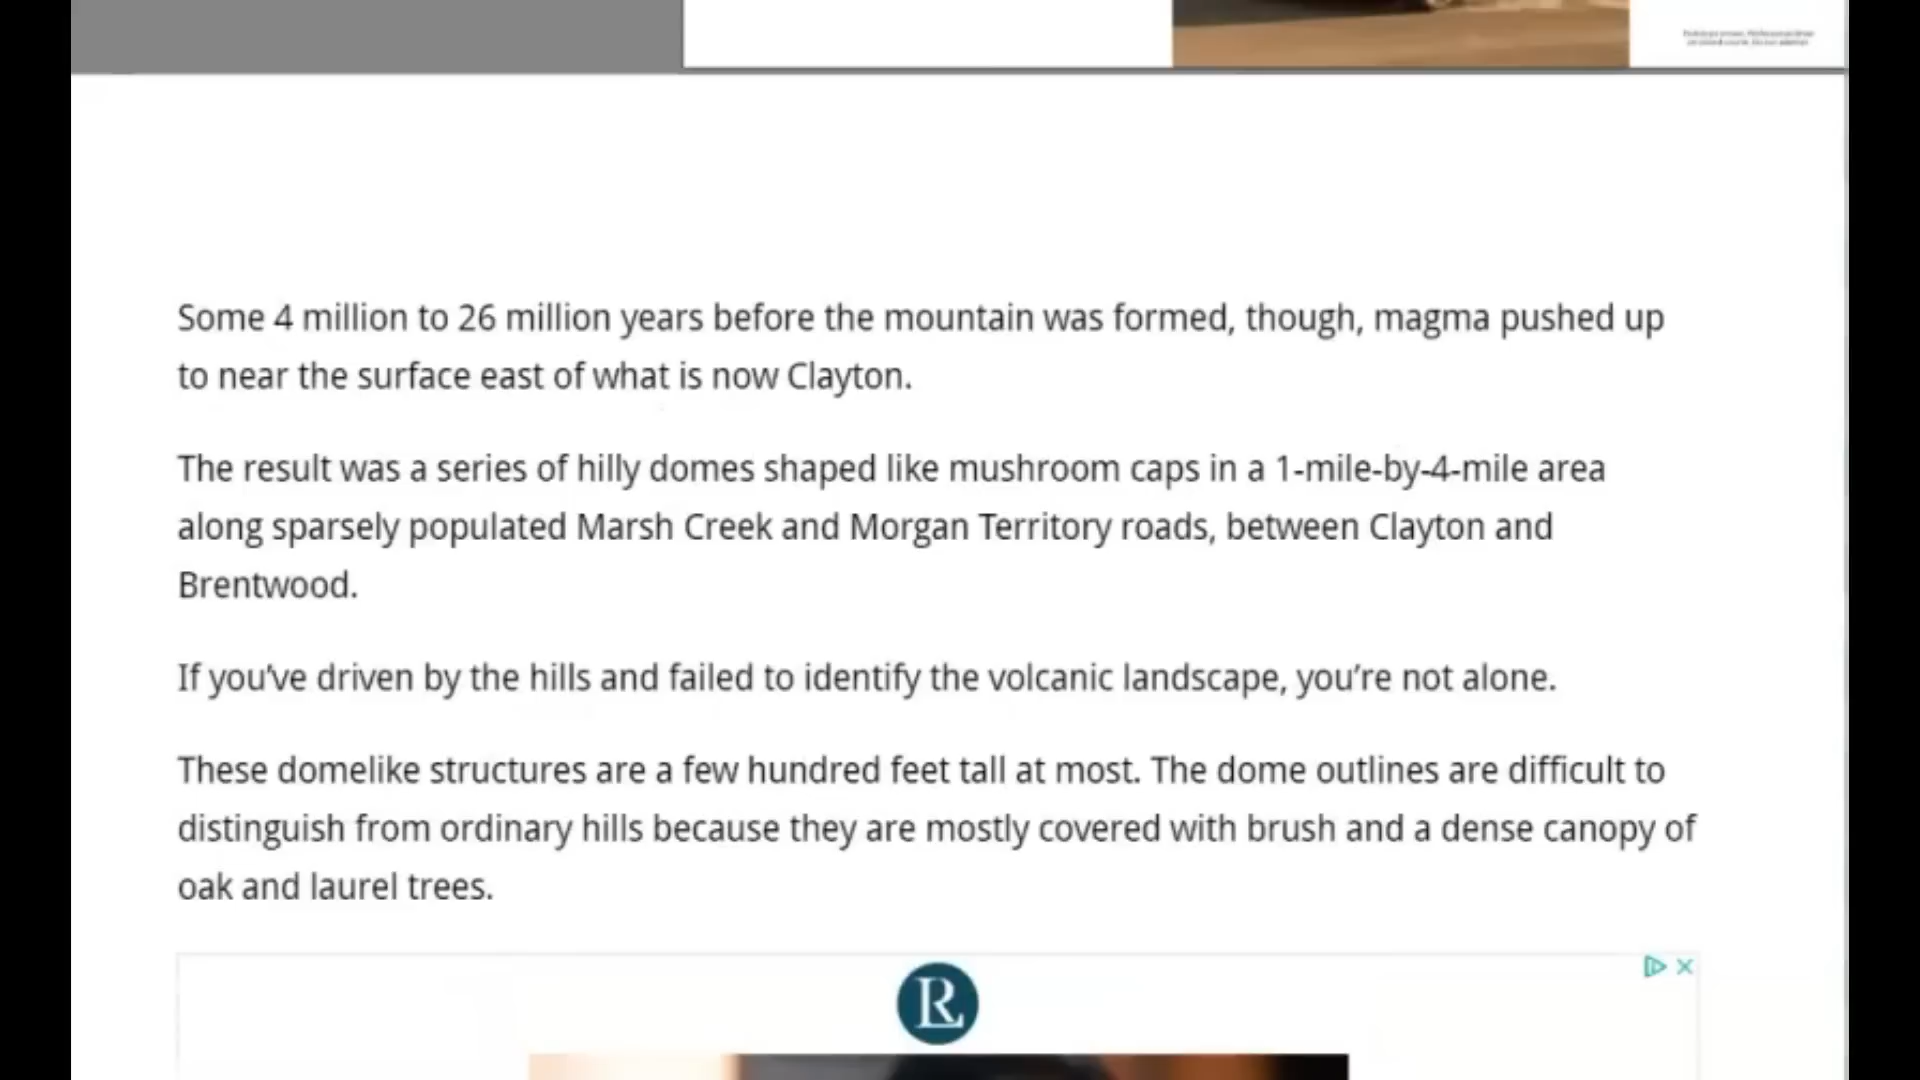 Some 4 million to 26 million years before the mountain was formed, though, magma pushed up
to near the surface east of what is now Clayton.
The result was a series of hilly domes shaped like mushroom caps in a 1-mile-by-4-mile area
along sparsely populated Marsh Creek and Morgan Territory roads, between Clayton and
Brentwood.
If you’ve driven by the hills and failed to identify the volcanic landscape, you’re not alone.
These domelike structures are a few hundred feet tall at most. The dome outlines are difficult to
distinguish from ordinary hills because they are mostly covered with brush and a dense canopy of
oak and laurel trees.